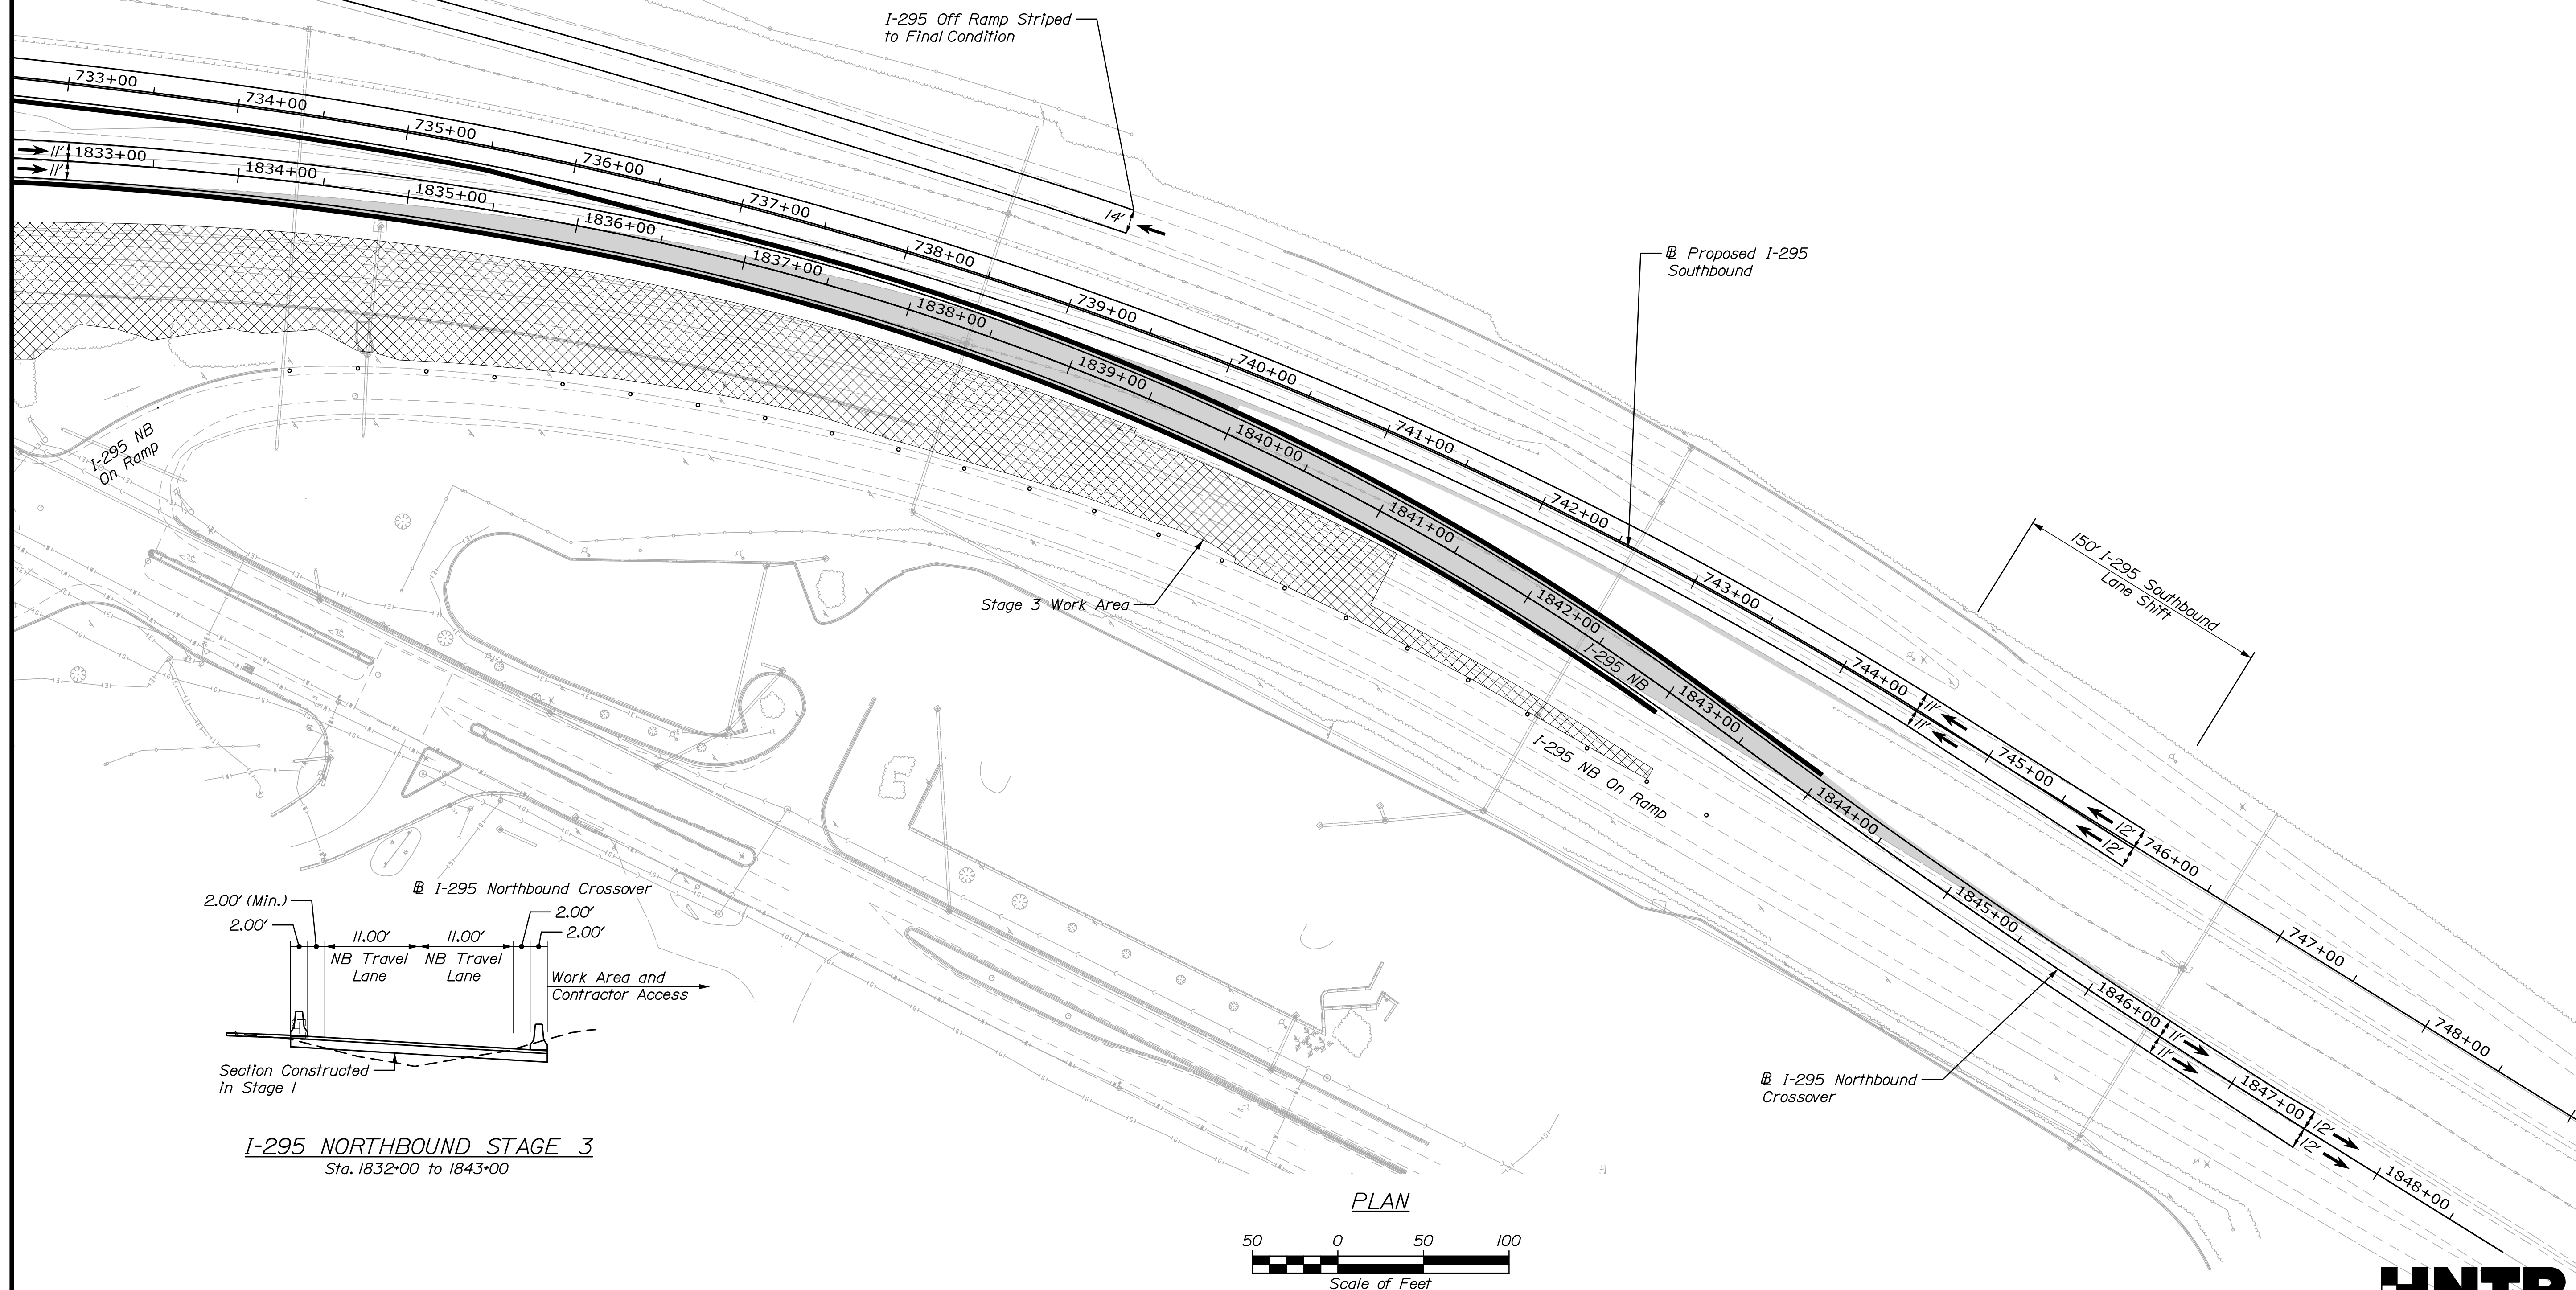 I-295 Off Ramp Striped
to Final Condition
733+00
734+00
735+00
736+00
737+00
738+00
739+00
740+00
741+00
742+00
743+00
744+00
745+00
746+00
747+00
748+00
11'
11'
1833+00
1834+00
1835+00
1836+00
1837+00
1838+00
1839+00
1840+00
1841+00
1842+00
1843+00
1844+00
1845+00
1846+00
1847+00
1848+00
14'
℄ Proposed I-295
Southbound
150' I-295 Southbound
Lane Shift
I-295 NB
On Ramp
Stage 3 Work Area
I-295 NB
I-295 NB On Ramp
11'
11'
12'
12'
11'
11'
12'
12'
℄ I-295 Northbound
Crossover
℄ I-295 Northbound Crossover
2.00' (Min.)
2.00'
2.00'
2.00'
11.00'
11.00'
NB Travel
Lane
NB Travel
Lane
Work Area and
Contractor Access
Section Constructed
in Stage 1
I-295 NORTHBOUND STAGE 3
Sta. 1832+00 to 1843+00
PLAN
50 0 50 100
Scale of Feet
HNTB